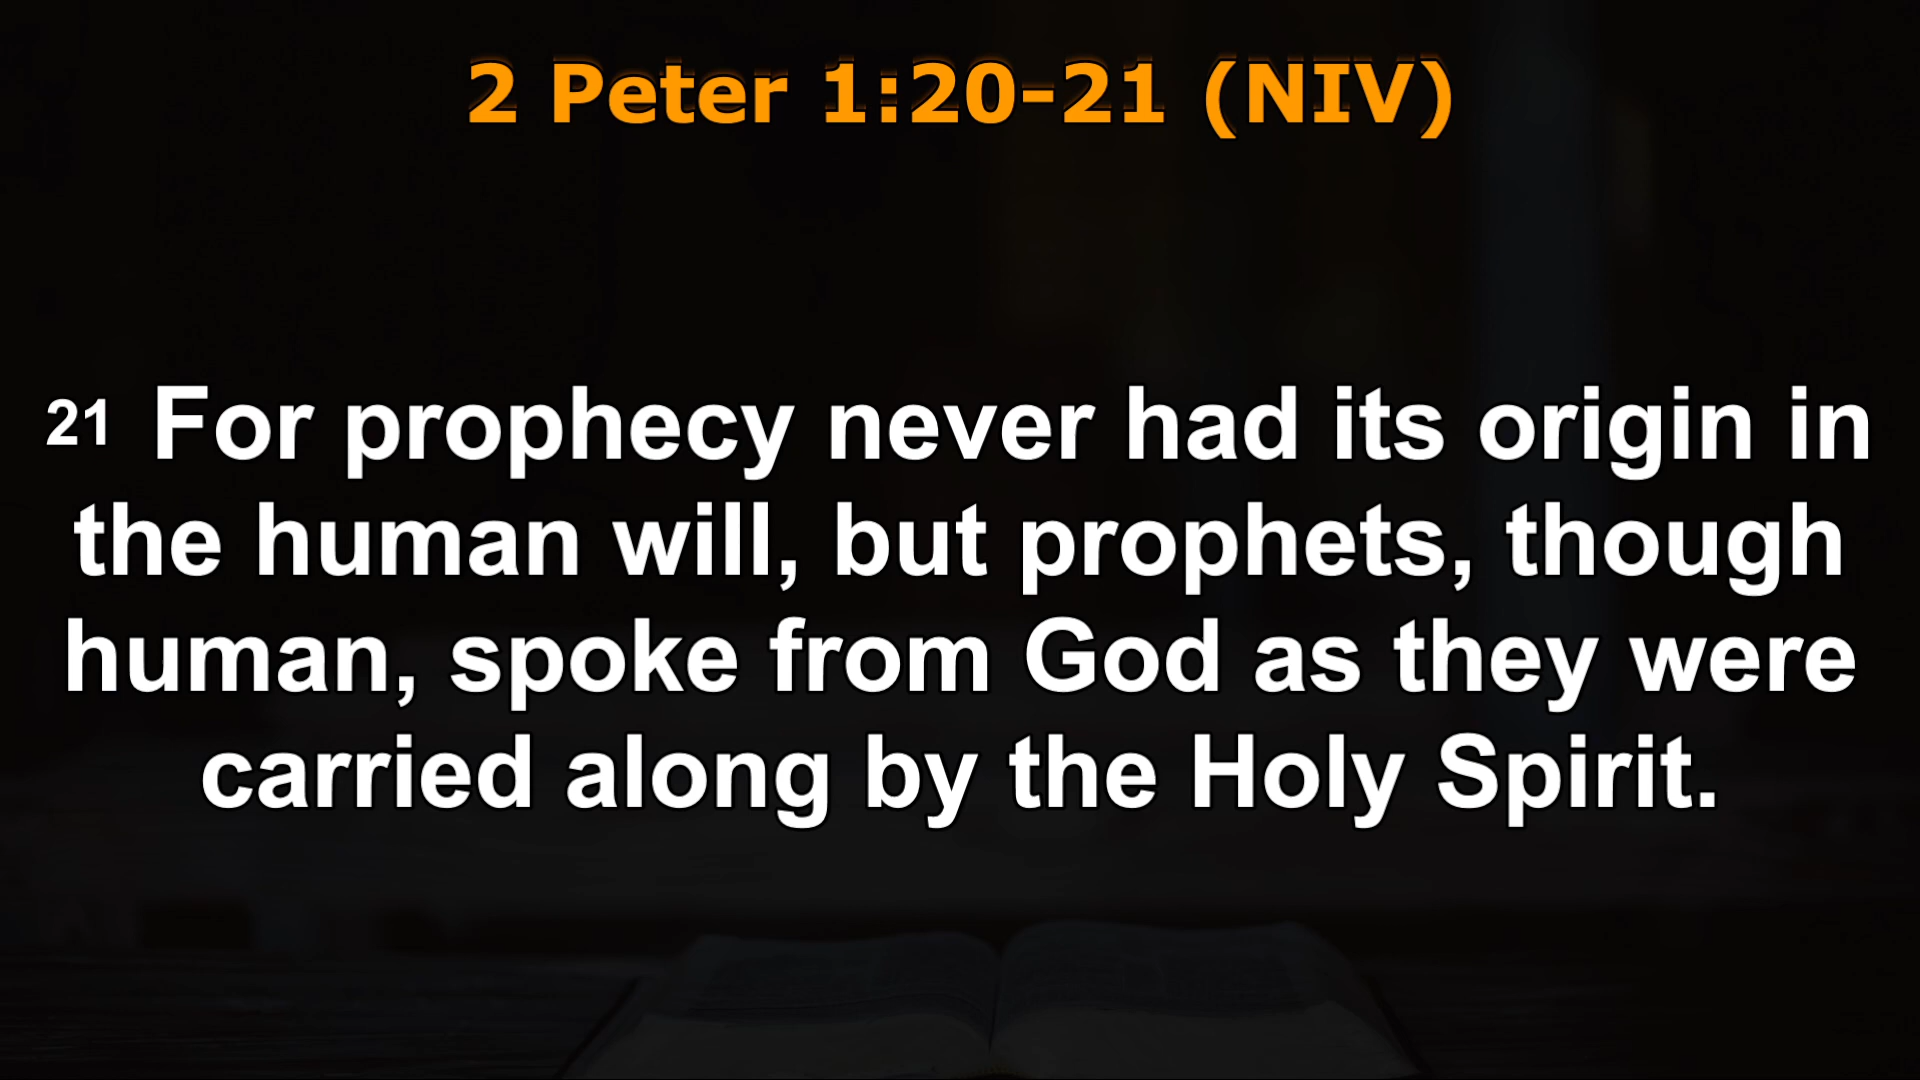 2 Peter 1:20-21 (NIV)
21 For prophecy never had its origin in
the human will, but prophets, though
human, spoke from God as they were
carried along by the Holy Spirit.